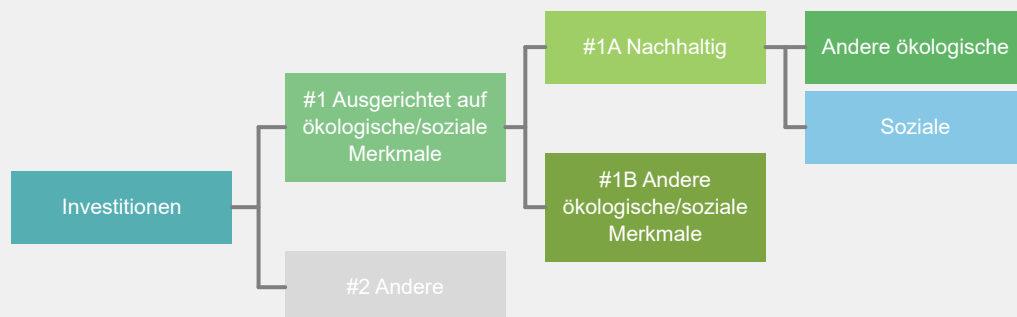 Investitionen
#1 Ausgerichtet auf
ökologische/soziale
Merkmale
#2 Andere
#1A Nachhaltig
#1B Andere
ökologische/soziale
Merkmale
Andere ökologische
Soziale